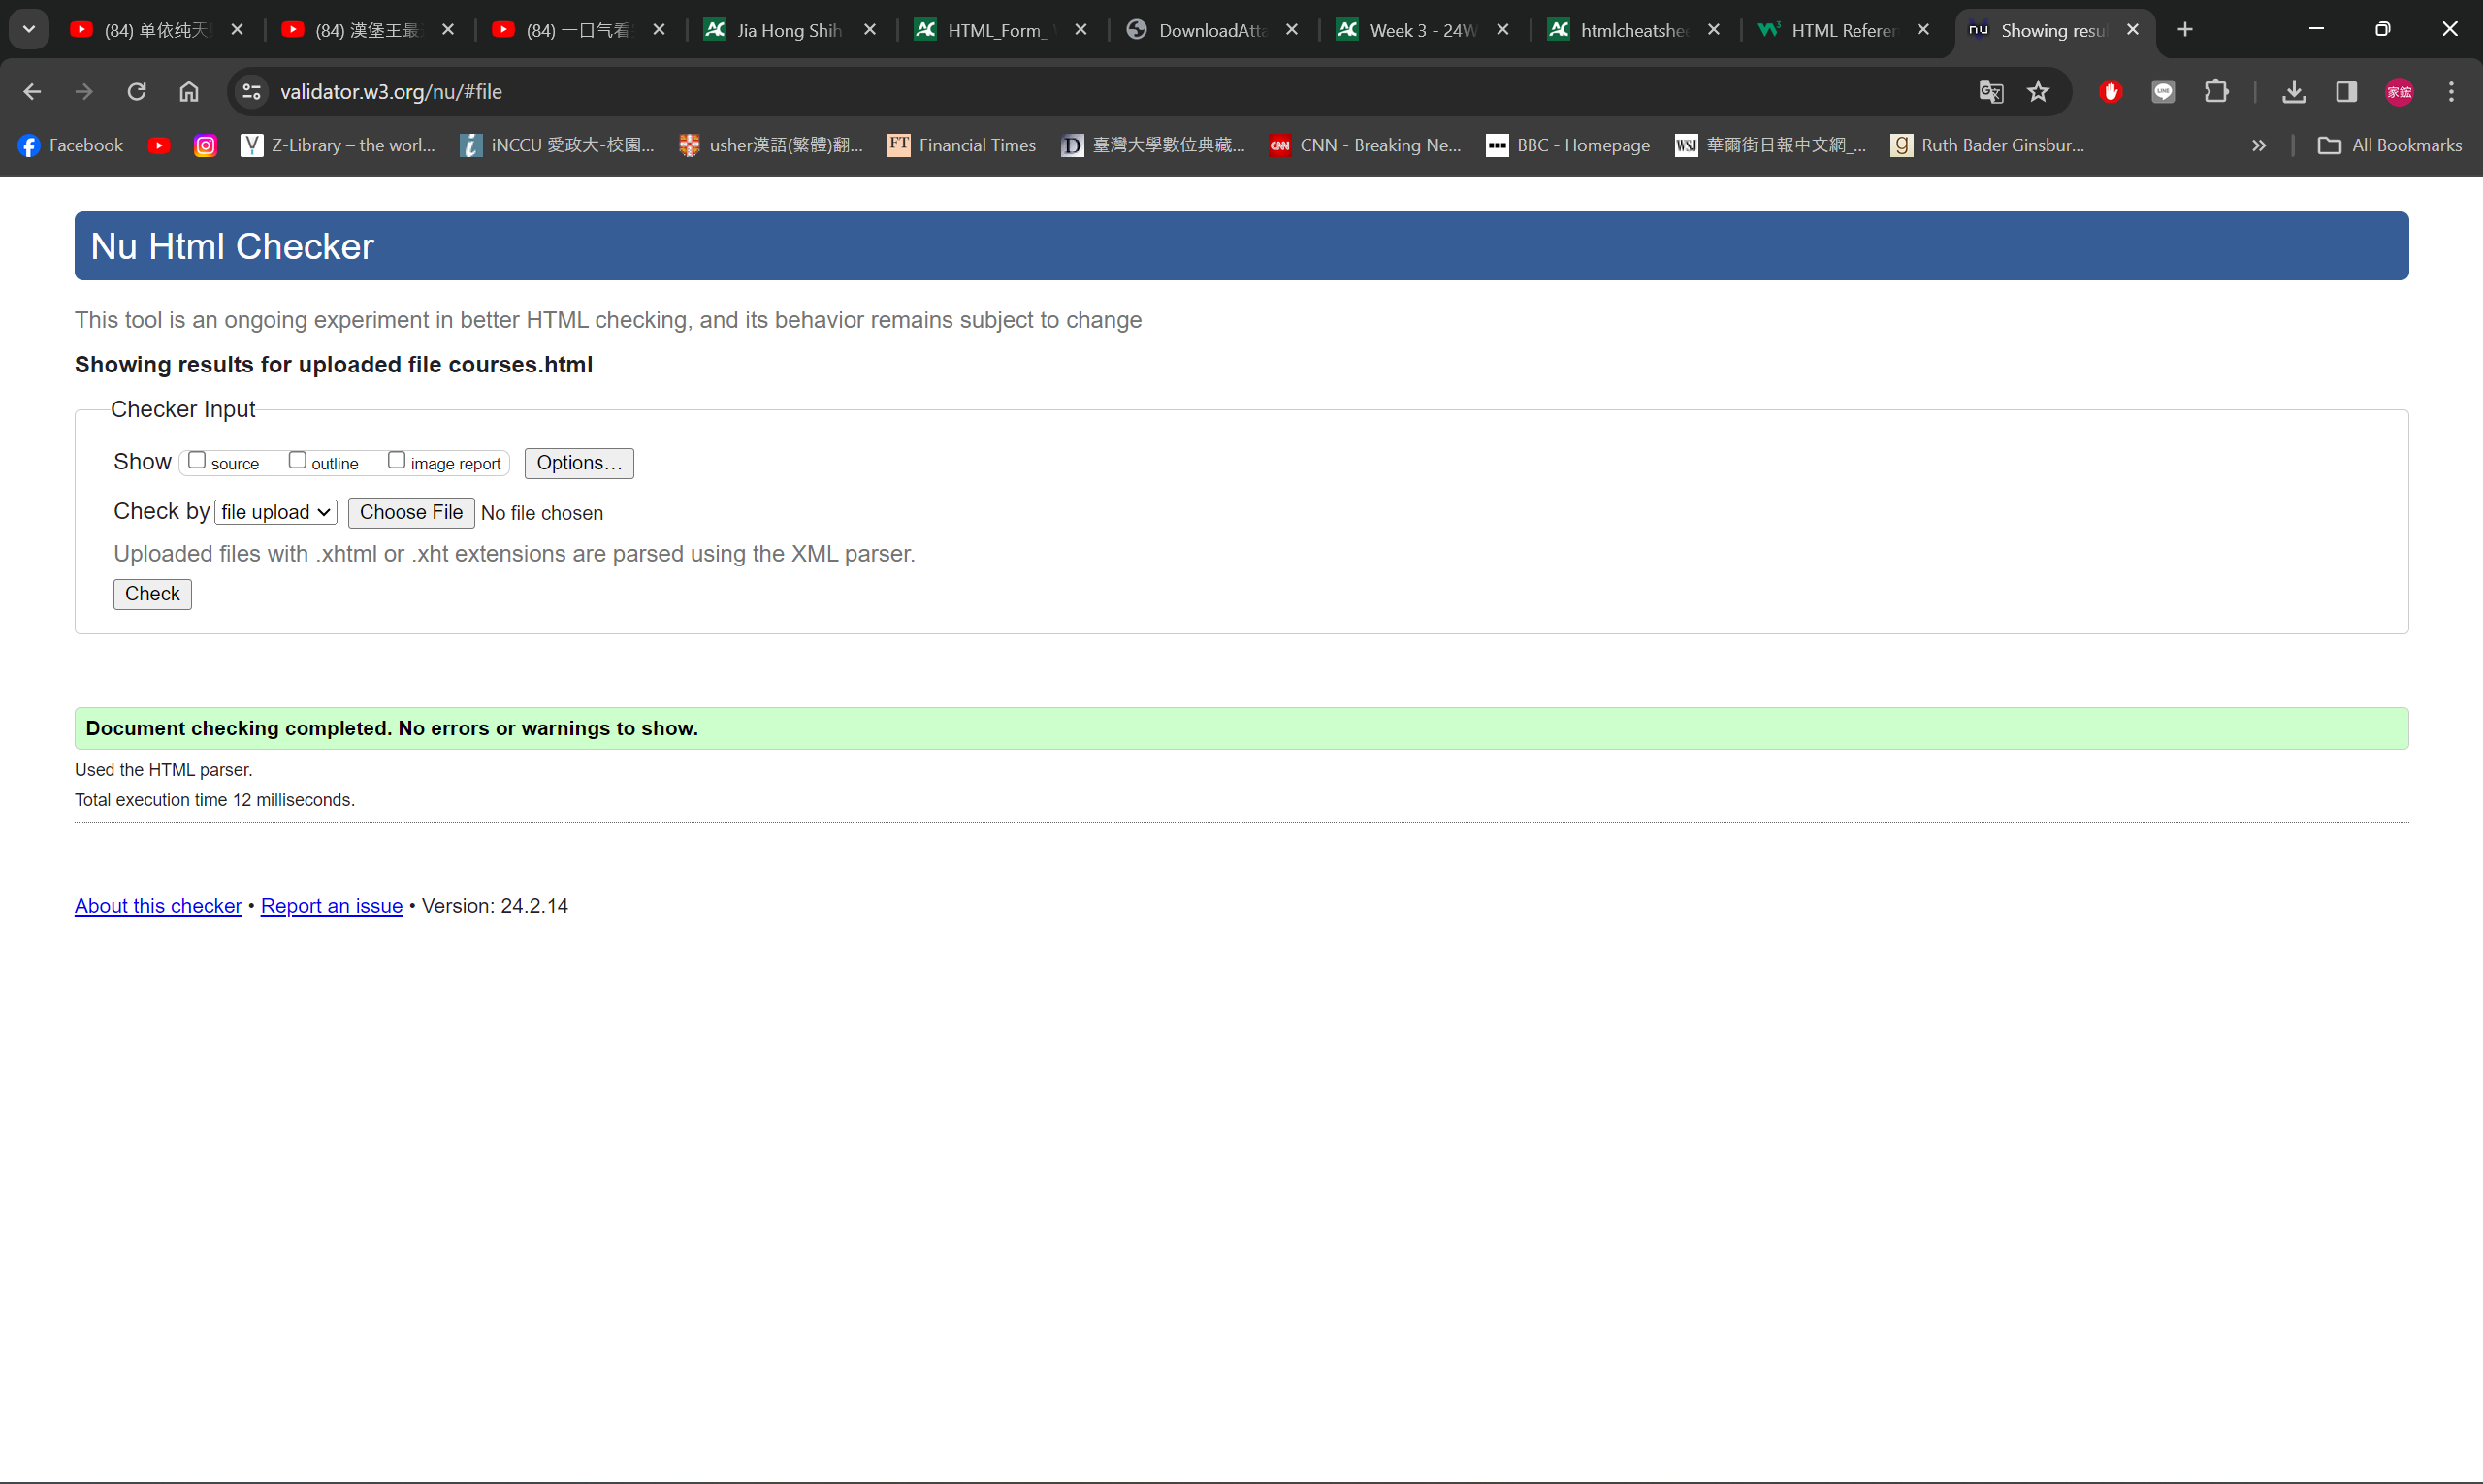 (84) 单依纯天
(84) 漢堡王最
(84) 一口气看
Jia Hong Shih
HTML_Form_
DownloadAtta
Week 3 - 24W
htmlcheatshee
HTML Referen
nu Showing resul
validator.w3.org/nu/#file
家鋐
Facebook
Z-Library – the worl...
iNCCU 愛政大-校園...
usher漢語(繁體)翻...
FT Financial Times
臺灣大學數位典藏...
CNN CNN - Breaking Ne...
BBC - Homepage
WSJ 華爾街日報中文網_...
Ruth Bader Ginsbur...
All Bookmarks
Nu Html Checker
This tool is an ongoing experiment in better HTML checking, and its behavior remains subject to change
Showing results for uploaded file courses.html
Checker Input
Show source outline image report Options...
Check by file upload Choose File No file chosen
Uploaded files with .xhtml or .xht extensions are parsed using the XML parser.
Check
Document checking completed. No errors or warnings to show.
Used the HTML parser.
Total execution time 12 milliseconds.
About this checker • Report an issue • Version: 24.2.14